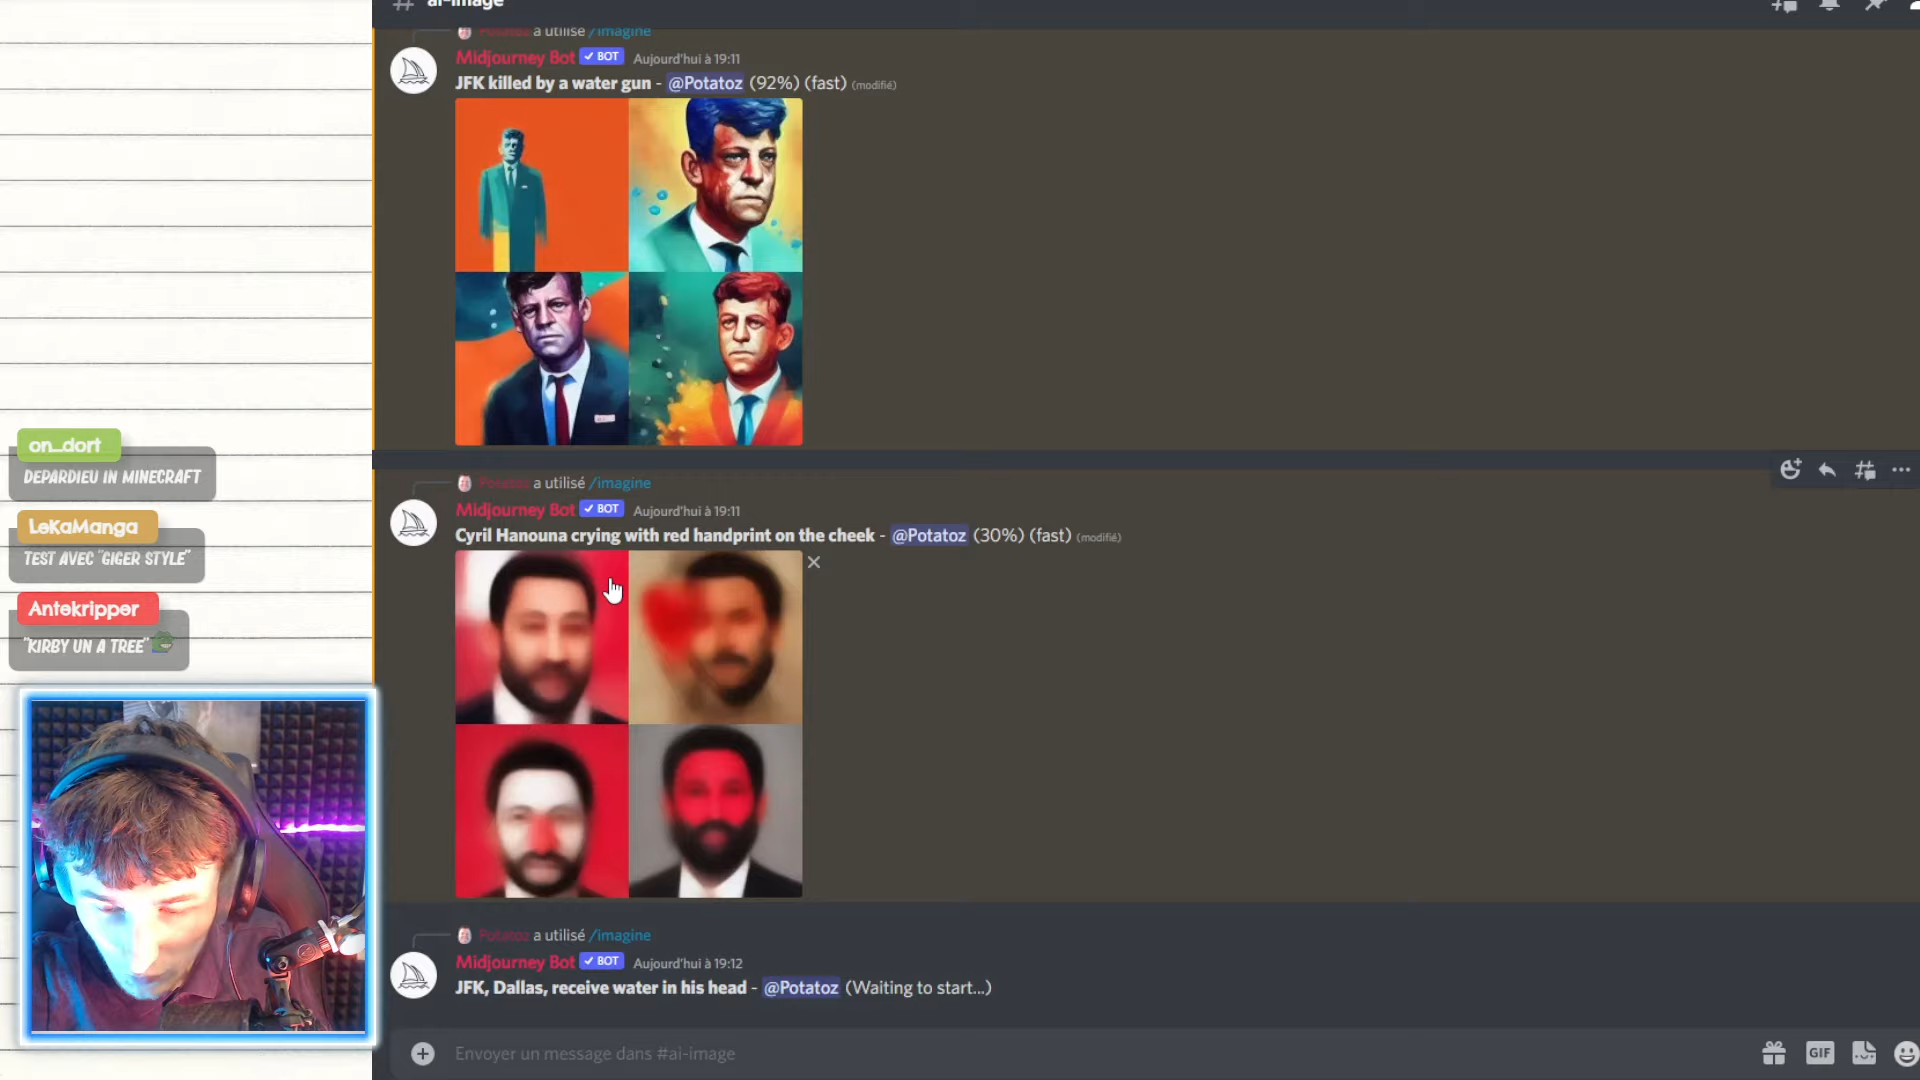 ai-image
Potatoz a utilisé /imagine
Midjourney Bot BOT Aujourd'hui à 19:11
JFK killed by a water gun - @Potatoz (92%) (fast) (modifié)
Potatoz a utilisé /imagine
Midjourney Bot BOT Aujourd'hui à 19:11
Cyril Hanouna crying with red handprint on the cheek - @Potatoz (30%) (fast) (modifié)
Potatoz a utilisé /imagine
Midjourney Bot BOT Aujourd'hui à 19:12
JFK, Dallas, receive water in his head - @Potatoz (Waiting to start...)
Envoyer un message dans #ai-image
GIF
on_dort
DEPARDIEU IN MINECRAFT
LeKaManga
TEST AVEC "GIGER STYLE"
Antekripper
"KIRBY UN A TREE"